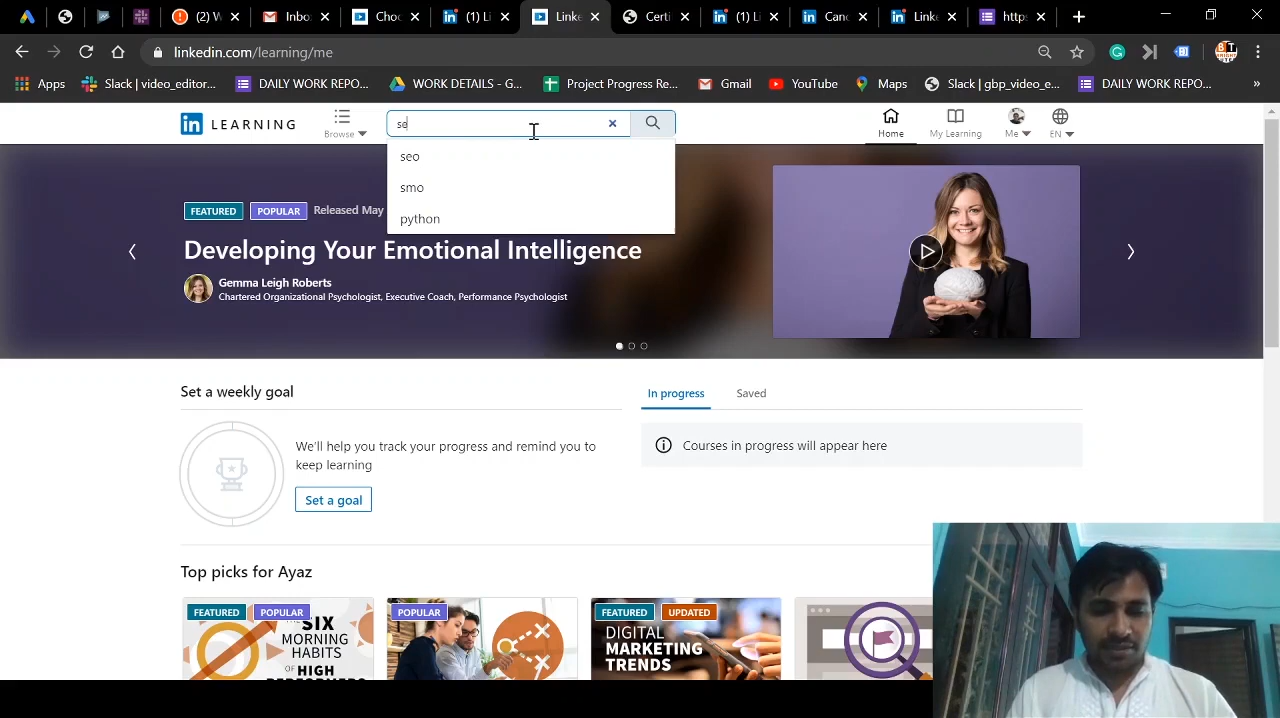 (2) W
Inbo
Choc
(1) Li
Linke
Certi
(1) Li
Canc
Linke
https
linkedin.com/learning/me
Apps
Slack | video_editor...
DAILY WORK REPO...
WORK DETAILS - G...
Project Progress Re...
Gmail
YouTube
Maps
Slack | gbp_video_e...
DAILY WORK REPO...
in LEARNING
Browse
se
Home
My Learning
Me
EN
seo
smo
python
FEATURED
POPULAR
Released May
Developing Your Emotional Intelligence
Gemma Leigh Roberts
Chartered Organizational Psychologist, Executive Coach, Performance Psychologist
Set a weekly goal
In progress
Saved
We'll help you track your progress and remind you to
keep learning
Set a goal
Courses in progress will appear here
Top picks for Ayaz
FEATURED
POPULAR
SIX
MORNING
HABITS
OF HIGH
POPULAR
FEATURED
UPDATED
DIGITAL
MARKETING
TRENDS